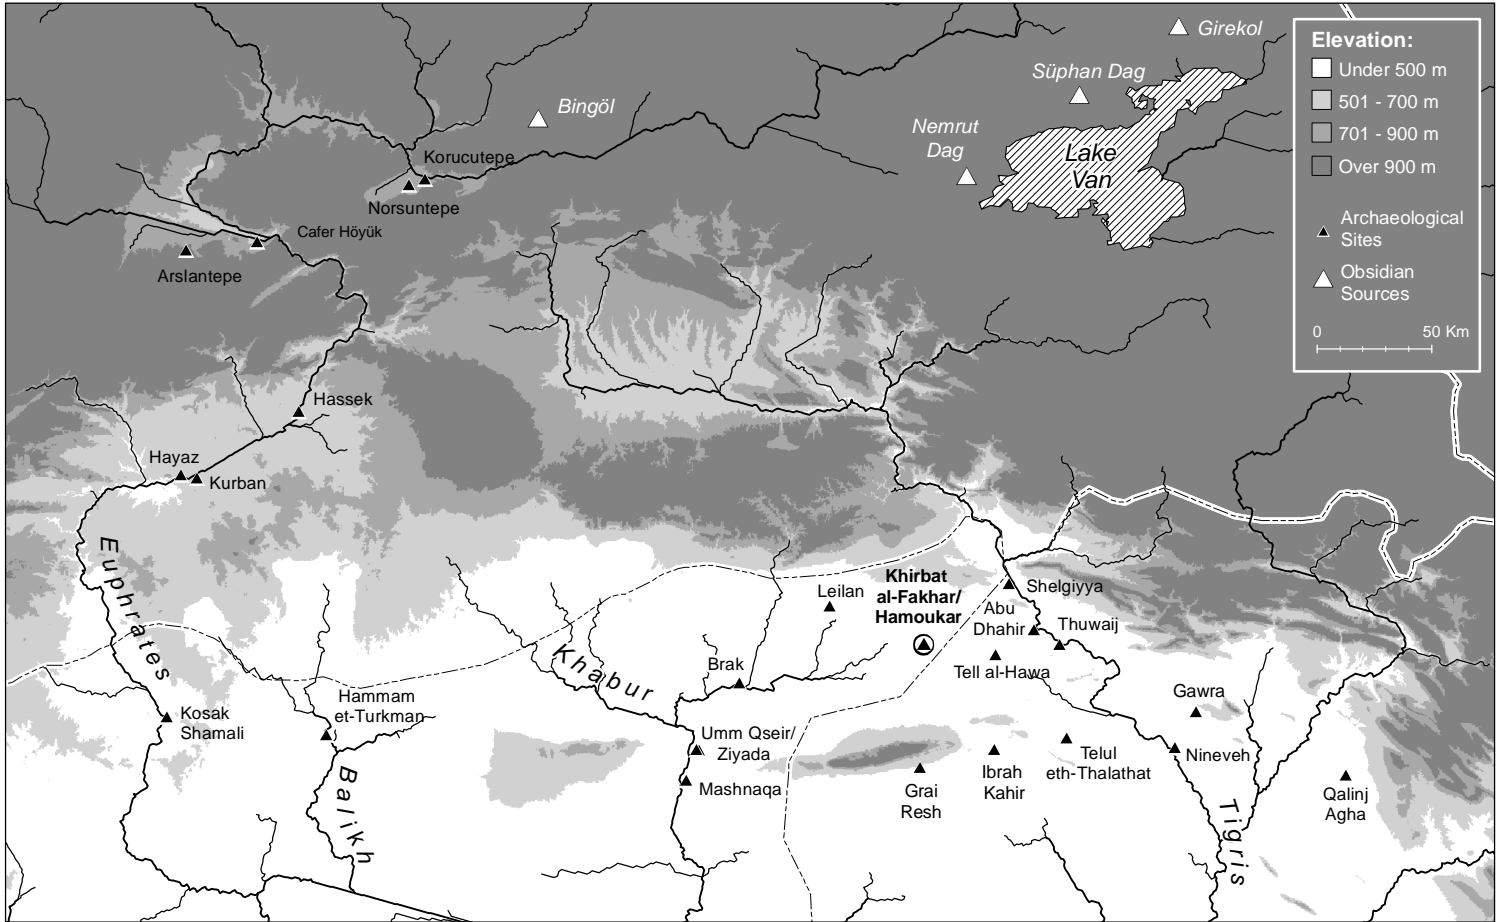 Girekol
Süphan Dag
Bingöl
Nemrut
Dag
Lake
Van
Elevation:
Under 500 m
501 - 700 m
701 - 900 m
Over 900 m
Archaeological
Sites
Obsidian
Sources
0 50 Km
Korucutepe
Norsuntepe
Cafer Höyük
Arslantepe
Hassek
Hayaz
Kurban
Euphrates
Khirbat
al-Fakhar/
Hamoukar
Leilan
Shelgiyya
Abu
Dhahir
Thuwaij
Tell al-Hawa
Khabur
Brak
Kosak
Shamali
Hammam
et-Turkman
Gawra
Umm Qseir/
Ziyada
Mashnaqa
Balikh
Grai
Resh
Ibrah
Kahir
Telul
eth-Thalathat
Nineveh
Tigris
Qalinj
Agha